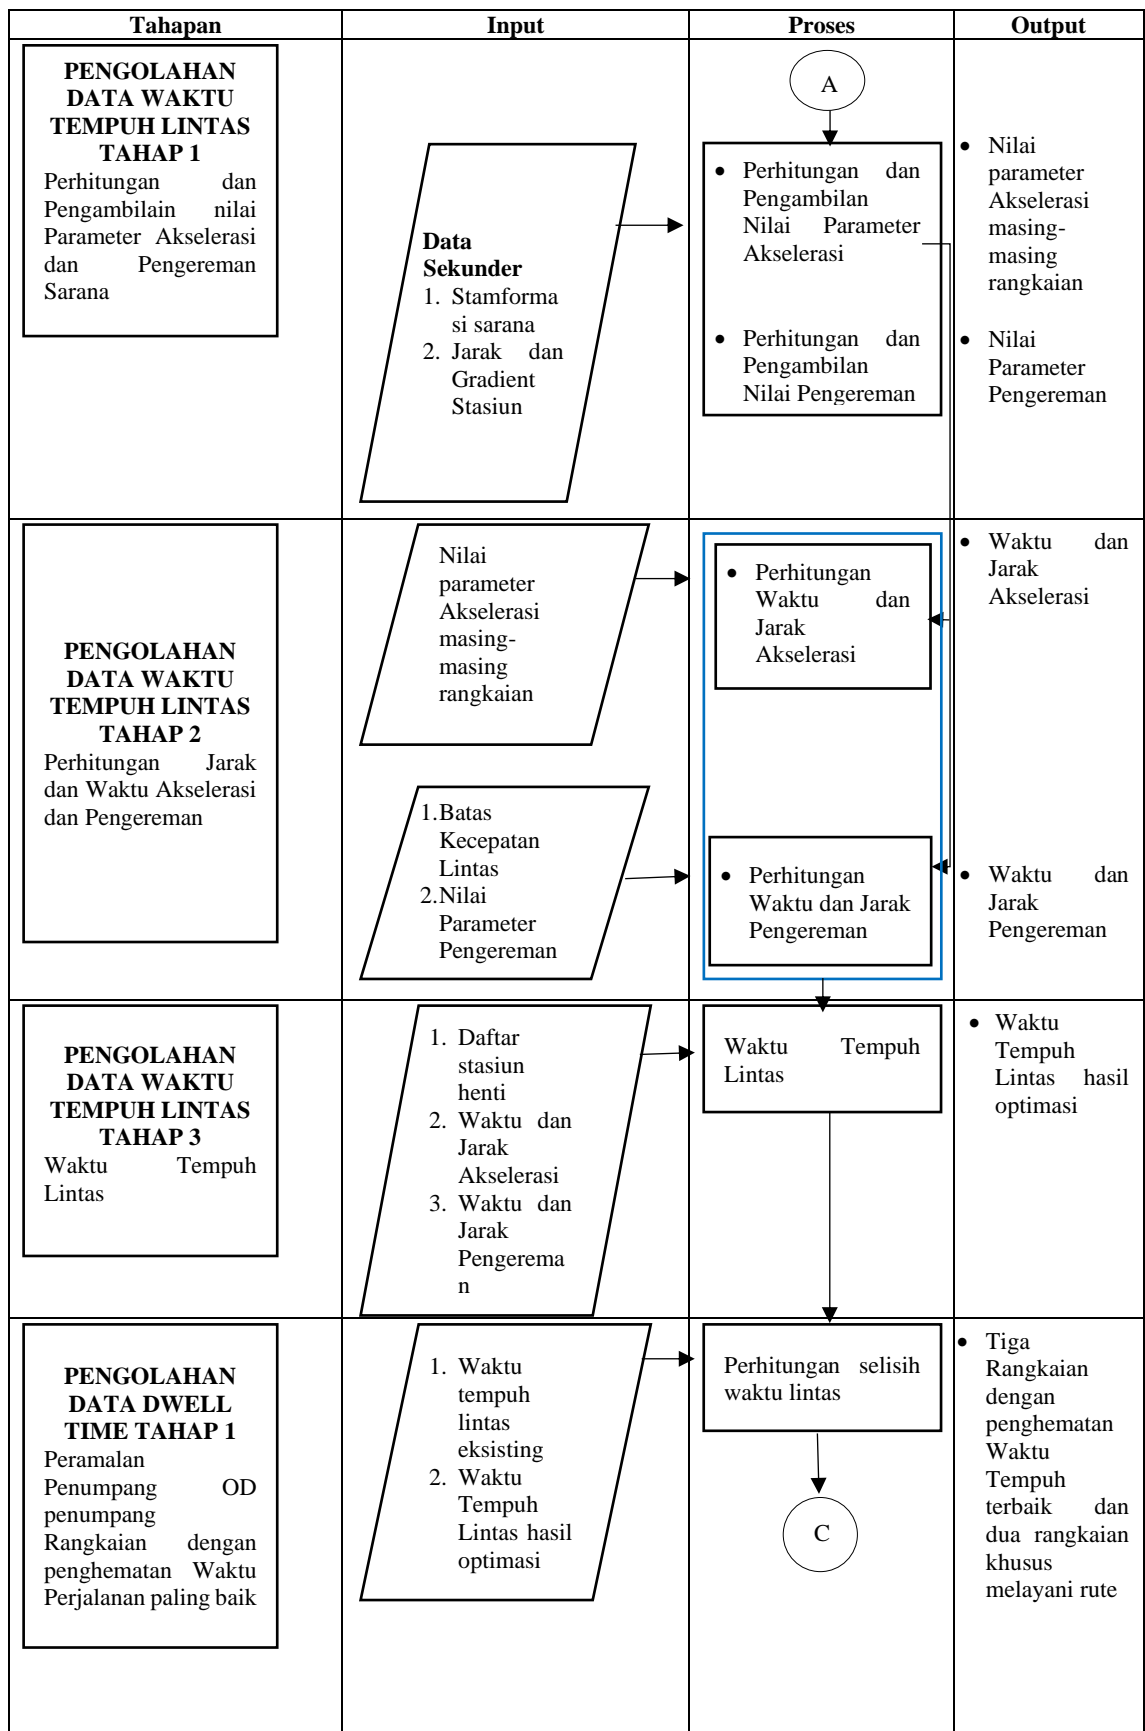 Tahapan
Input
Proses
Output
PENGOLAHAN
DATA WAKTU
TEMPUH LINTAS
TAHAP 1
Perhitungan dan
Pengambilain nilai
Parameter Akselerasi
dan Pengereman
Sarana
Data
Sekunder
1. Stamforma
si sarana
2. Jarak dan
Gradient
Stasiun
A
• Perhitungan dan
Pengambilan
Nilai Parameter
Akselerasi
• Perhitungan dan
Pengambilan
Nilai Pengereman
• Nilai
parameter
Akselerasi
masing-
masing
rangkaian
• Nilai
Parameter
Pengereman
PENGOLAHAN
DATA WAKTU
TEMPUH LINTAS
TAHAP 2
Perhitungan Jarak
dan Waktu Akselerasi
dan Pengereman
Nilai
parameter
Akselerasi
masing-
masing
rangkaian
1.Batas
Kecepatan
Lintas
2.Nilai
Parameter
Pengereman
• Perhitungan
Waktu dan
Jarak
Akselerasi
• Perhitungan
Waktu dan Jarak
Pengereman
• Waktu dan
Jarak
Akselerasi
• Waktu dan
Jarak
Pengereman
PENGOLAHAN
DATA WAKTU
TEMPUH LINTAS
TAHAP 3
Waktu Tempuh
Lintas
1. Daftar
stasiun
henti
2. Waktu dan
Jarak
Akselerasi
3. Waktu dan
Jarak
Pengerema
n
Waktu Tempuh
Lintas
• Waktu
Tempuh
Lintas hasil
optimasi
PENGOLAHAN
DATA DWELL
TIME TAHAP 1
Peramalan
Penumpang OD
penumpang
Rangkaian dengan
penghematan Waktu
Perjalanan paling baik
1. Waktu
tempuh
lintas
eksisting
2. Waktu
Tempuh
Lintas hasil
optimasi
Perhitungan selisih
waktu lintas
C
• Tiga
Rangkaian
dengan
penghematan
Waktu
Tempuh
terbaik dan
dua rangkaian
khusus
melayani rute